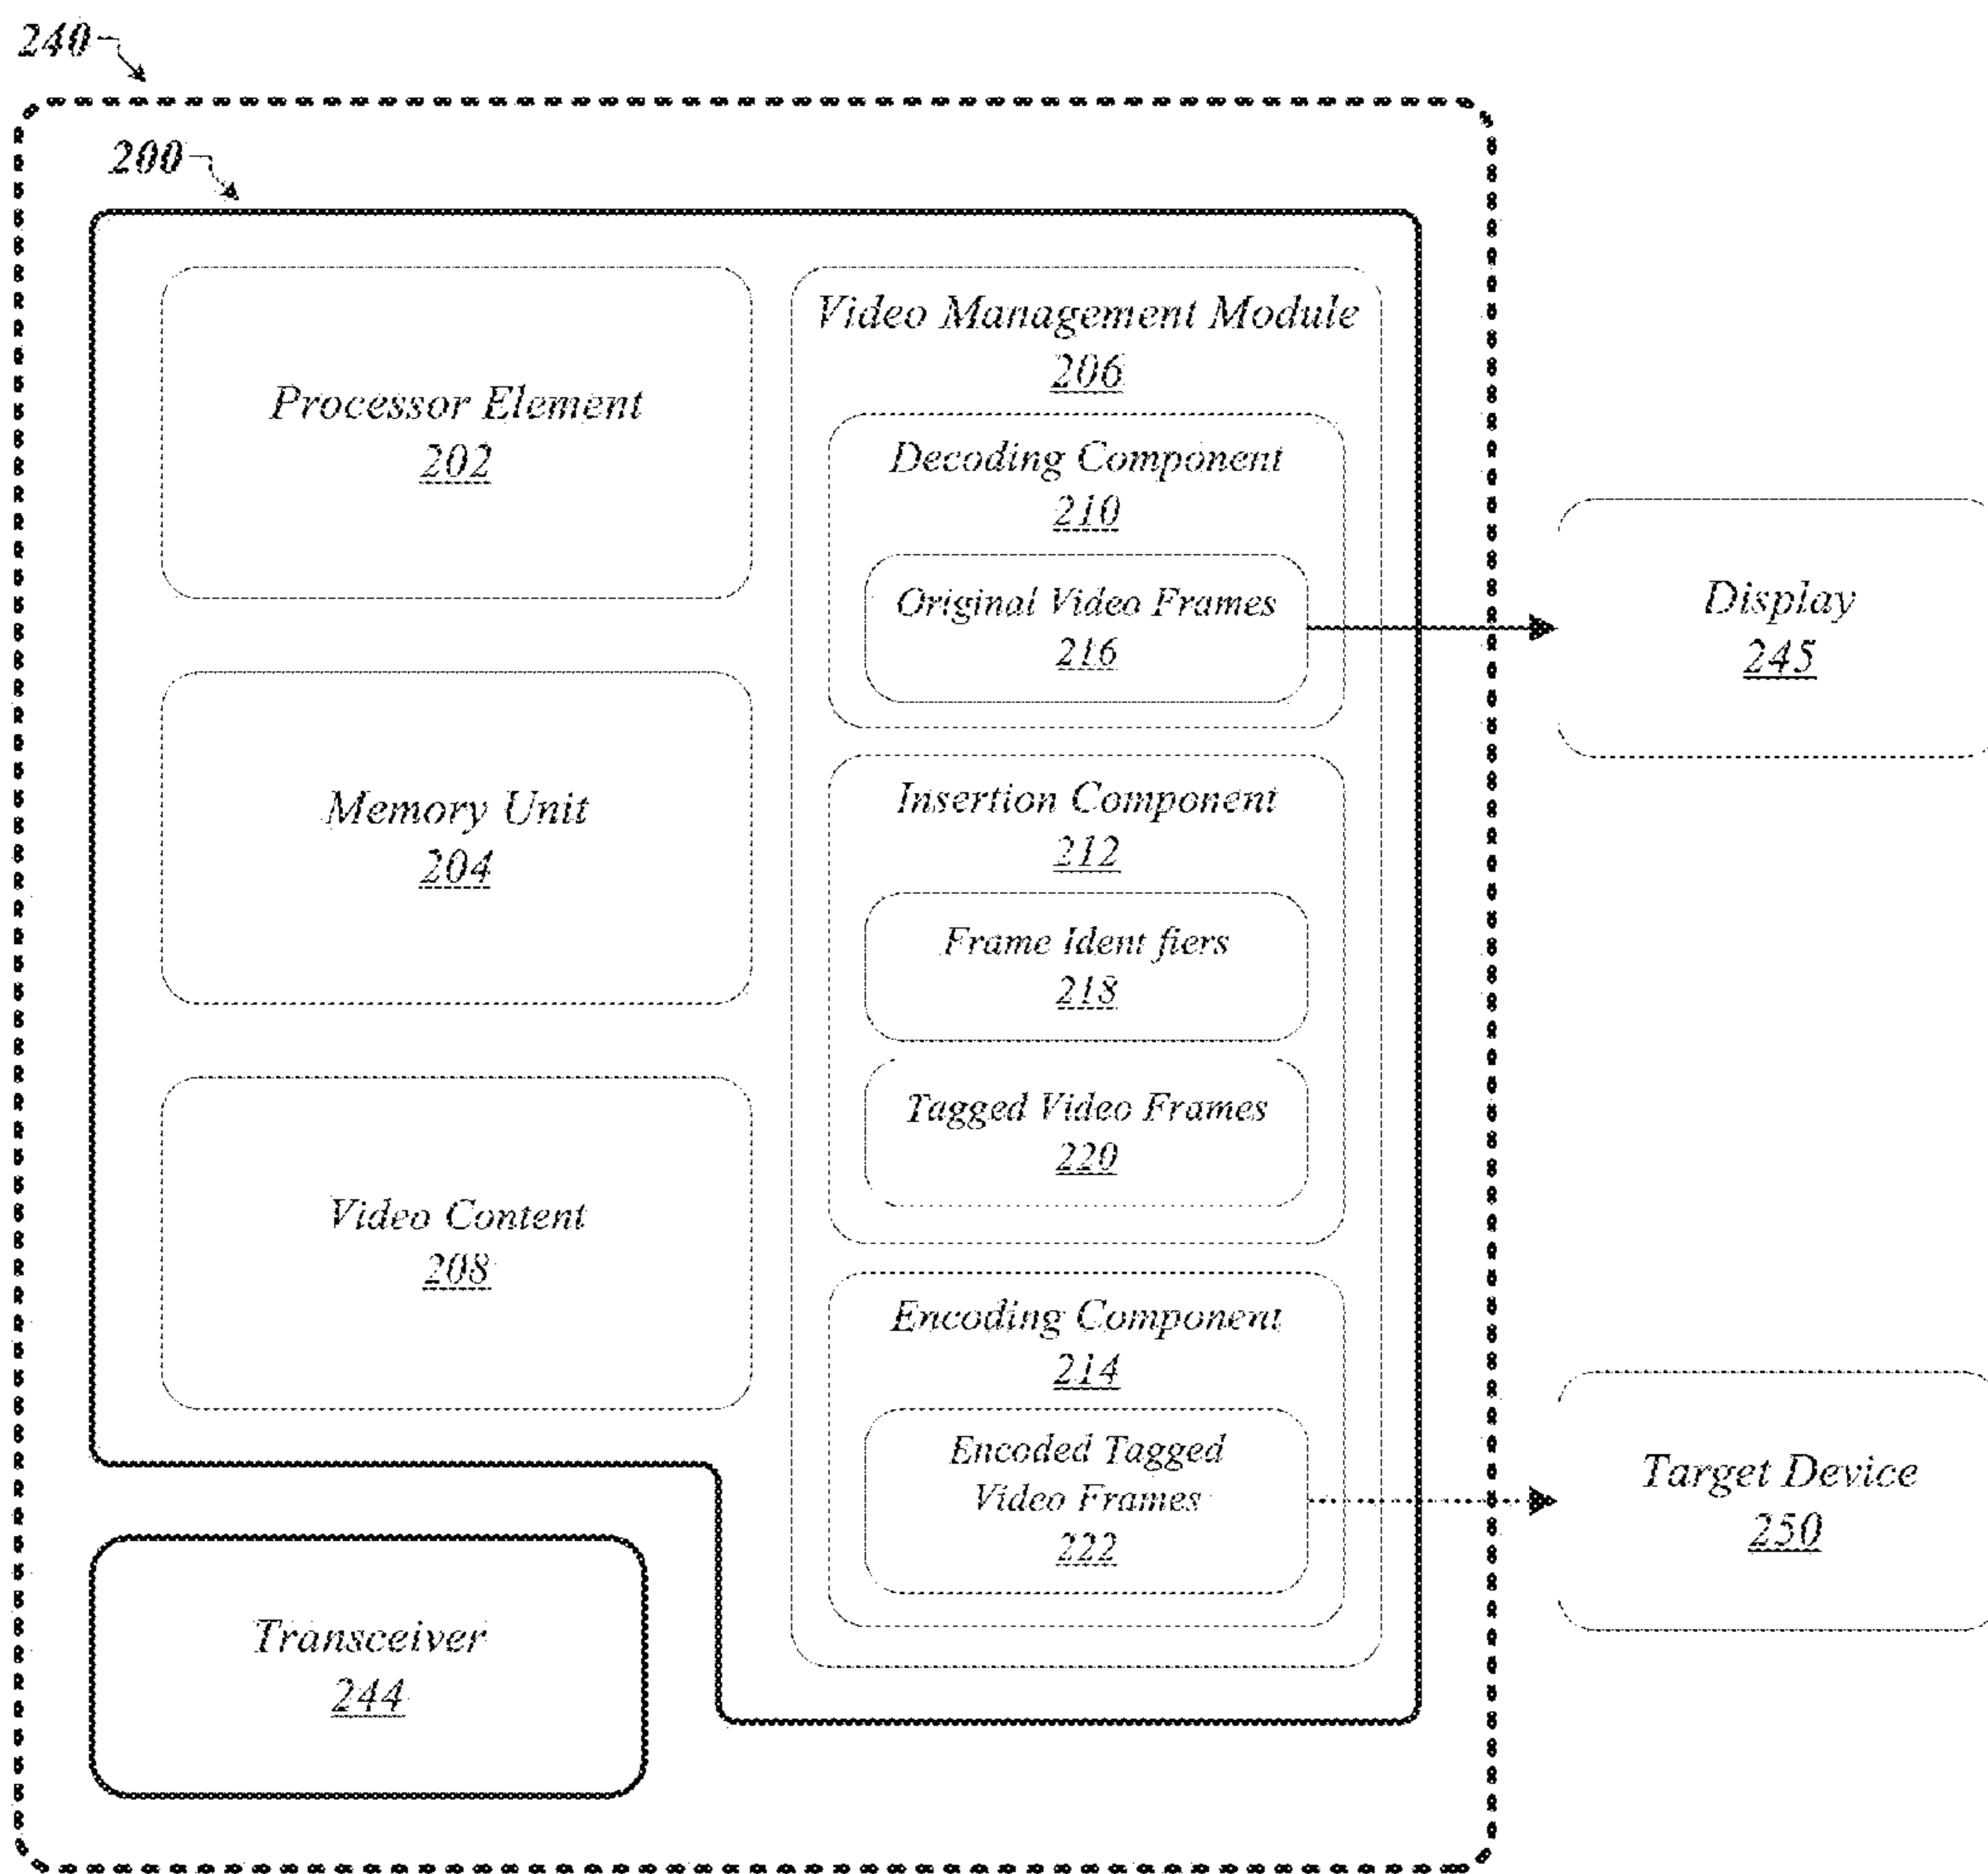 240
200
Processor Element
202
Memory Unit
204
Video Content
208
Transceiver
244
Video Management Module
206
Decoding Component
210
Original Video Frames
216
Insertion Component
212
Frame Ident fiers
218
Tagged Video Frames
220
Encoding Component
214
Encoded Tagged
Video Frames
222
Display
245
Target Device
250